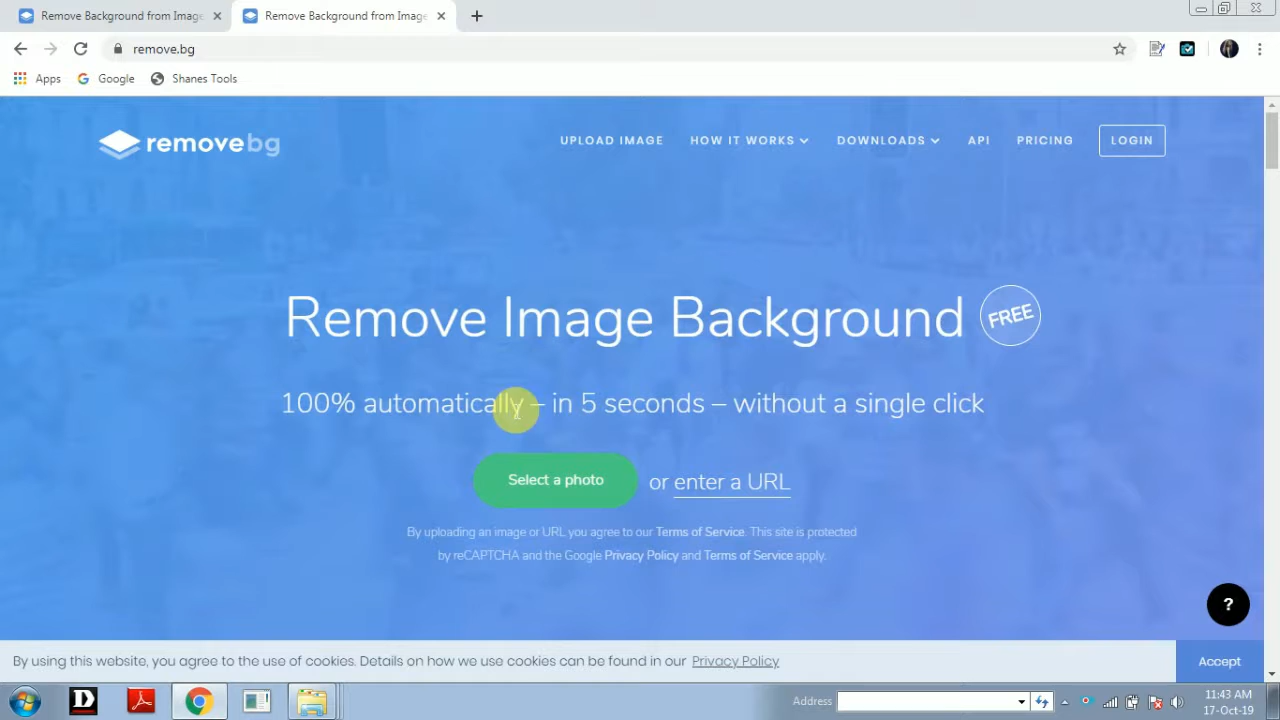 Remove Background from Imag
Remove Background from Image
remove.bg
Apps
Google
Shanes Tools
removebg
UPLOAD IMAGE
HOW IT WORKS
DOWNLOADS
API
PRICING
LOGIN
Remove Image Background
FREE
100% automatically – in 5 seconds – without a single click
Select a photo
or enter a URL
By uploading an image or URL you agree to our Terms of Service. This site is protected
by reCAPTCHA and the Google Privacy Policy and Terms of Service apply.
?
By using this website, you agree to the use of cookies. Details on how we use cookies can be found in our Privacy Policy
Accept
D
Address
11:43 AM
17-Oct-19